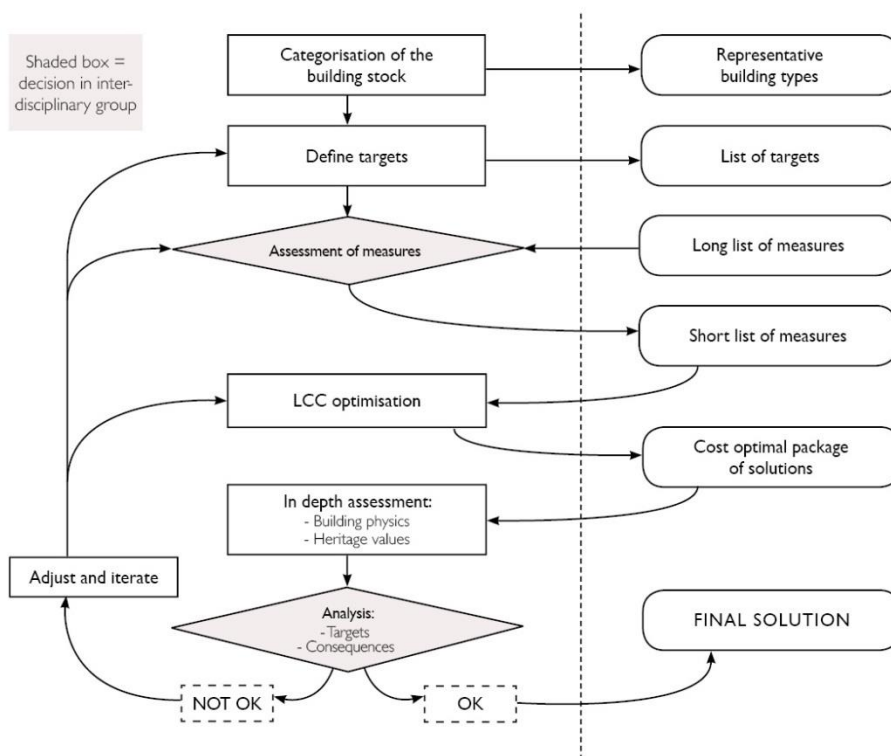 Shaded box =
decision in inter-
disciplinary group
Categorisation of the
building stock
Representative
building types
Define targets
List of targets
Assessment of measures
Long list of measures
Short list of measures
LCC optimisation
Cost optimal package
of solutions
In depth assessment:
- Building physics
- Heritage values
Adjust and iterate
Analysis:
- Targets
- Consequences
FINAL SOLUTION
NOT OK
OK